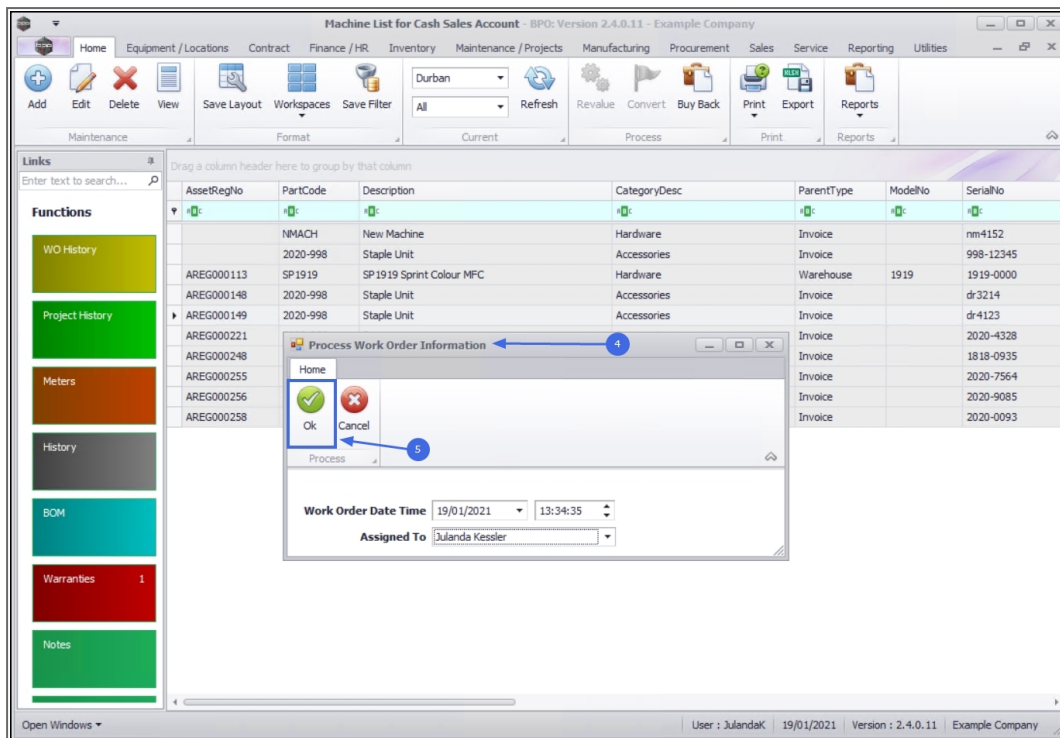 Machine List for Cash Sales Account - BPO: Version 2.4.0.11 - Example Company
Home Equipment / Locations Contract Finance / HR Inventory Maintenance / Projects Manufacturing Procurement Sales Service Reporting Utilities
Durban
All
Add Edit Delete View Save Layout Workspaces Save Filter Refresh Revalue Convert Buy Back Print Export Reports
Maintenance Format Current Process Print Reports
Links
Enter text to search...
Functions
WO History
Project History
Meters
History
BOM
Warranties 1
Notes
Drag a column header here to group by that column
AssetRegNo PartCode Description CategoryDesc ParentType ModelNo SerialNo
NMACH New Machine Hardware Invoice nm4152
2020-998 Staple Unit Accessories Invoice 998-12345
AREG000113 SP1919 SP1919 Sprint Colour MFC Hardware Warehouse 1919 1919-0000
AREG000148 2020-998 Staple Unit Accessories Invoice dr3214
AREG000149 2020-998 Staple Unit Accessories Invoice dr4123
AREG000221 Invoice 2020-4328
AREG000248 Invoice 1818-0935
AREG000255 Invoice 2020-7564
AREG000256 Invoice 2020-9085
AREG000258 Invoice 2020-0093
Process Work Order Information 4
Home
Ok Cancel
5
Process
Work Order Date Time 19/01/2021 13:34:35
Assigned To Julanda Kessler
Open Windows User : JulandaK 19/01/2021 Version : 2.4.0.11 Example Company